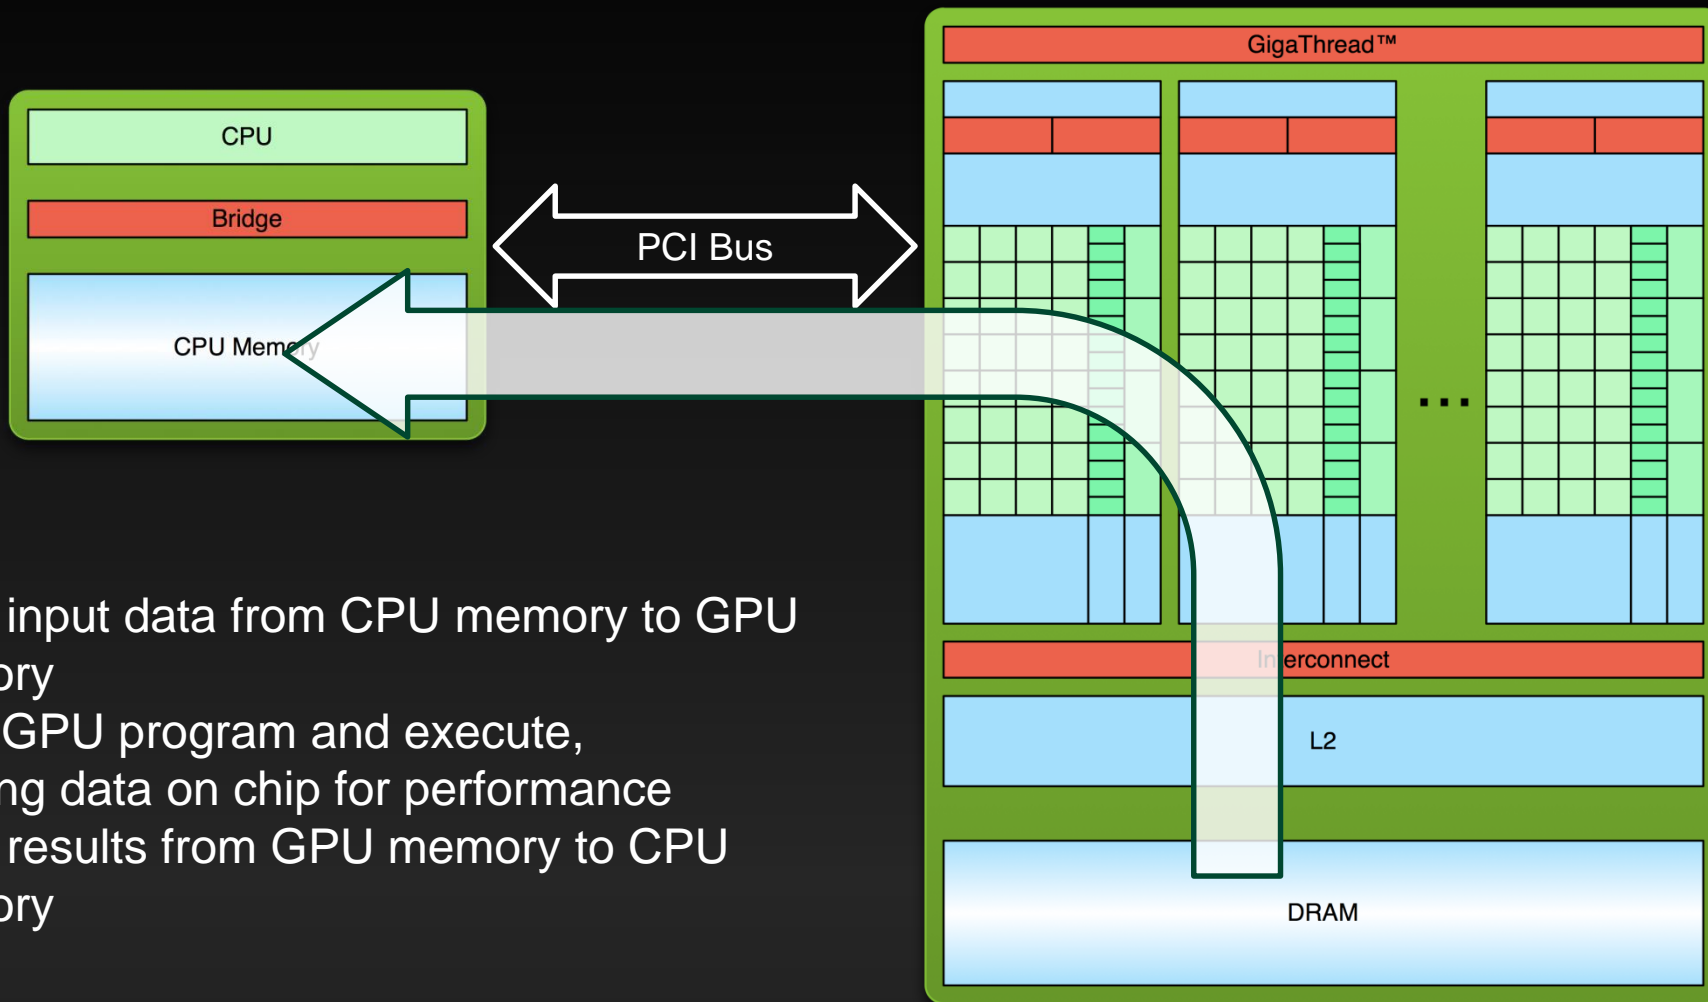 GigaThread™
CPU
Bridge
PCI Bus
CPU Memory
input data from CPU memory to GPU
ory
GPU program and execute,
ng data on chip for performance
results from GPU memory to CPU
ory
Interconnect
L2
DRAM